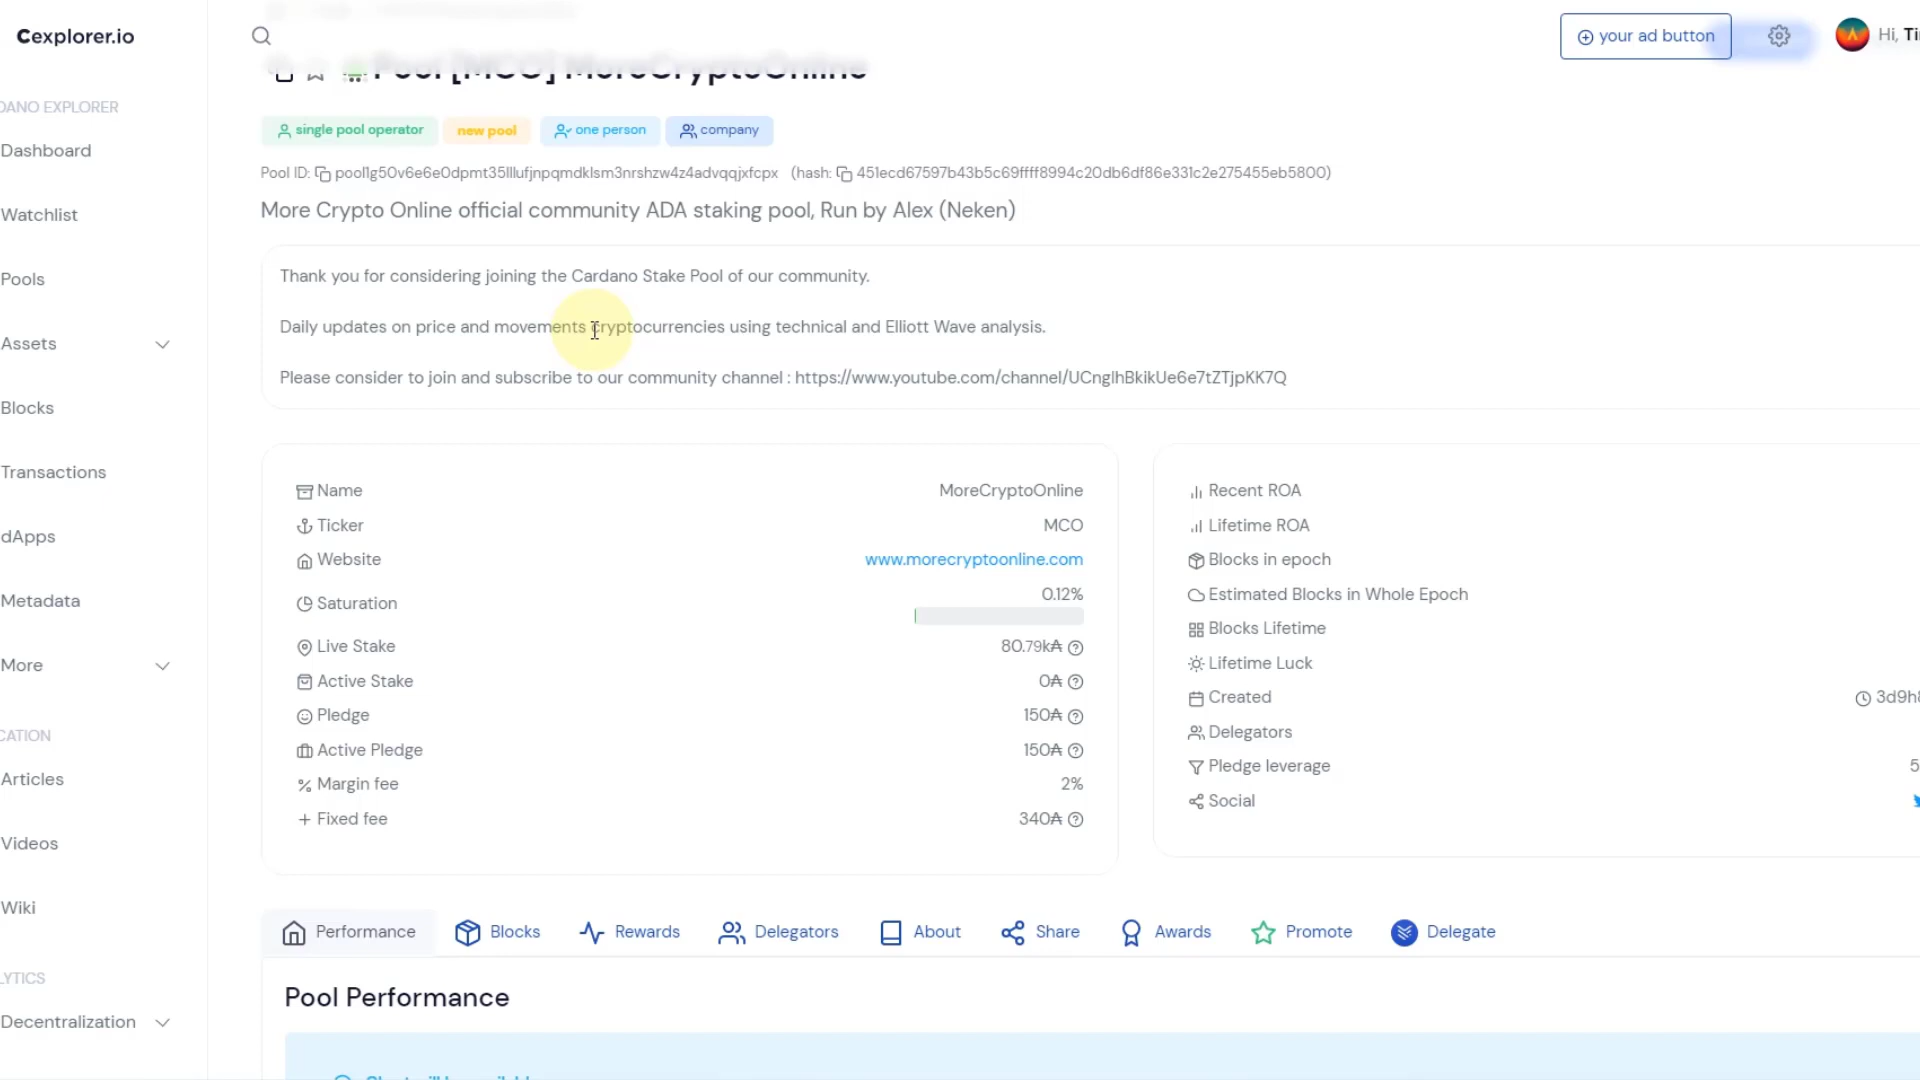 Cexplorer.io
your ad button
Hi, Ti
DANO EXPLORER
Dashboard
Watchlist
Pools
Assets
Blocks
Transactions
dApps
Metadata
More
CATION
Articles
Videos
Wiki
LYTICS
Decentralization
Pool [MCO] MoreCryptoOnline
single pool operator
new pool
one person
company
Pool ID: pool1g50v6e6e0dpmt35lllufjnpqmdklsm3nrshzw4z4advqqjxfcpx (hash: 451ecd67597b43b5c69ffff8994c20db6df86e331c2e275455eb5800)
More Crypto Online official community ADA staking pool, Run by Alex (Neken)
Thank you for considering joining the Cardano Stake Pool of our community.
Daily updates on price and movements cryptocurrencies using technical and Elliott Wave analysis.
Please consider to join and subscribe to our community channel : https://www.youtube.com/channel/UCnglhBkikUe6e7tZTjpKK7Q
Name MoreCryptoOnline
Ticker MCO
Website www.morecryptoonline.com
Saturation 0.12%
Live Stake 80.79k₳
Active Stake 0₳
Pledge 150₳
Active Pledge 150₳
Margin fee 2%
Fixed fee 340₳
Recent ROA
Lifetime ROA
Blocks in epoch
Estimated Blocks in Whole Epoch
Blocks Lifetime
Lifetime Luck
Created 3d9h
Delegators
Pledge leverage 5
Social
Performance
Blocks
Rewards
Delegators
About
Share
Awards
Promote
Delegate
Pool Performance